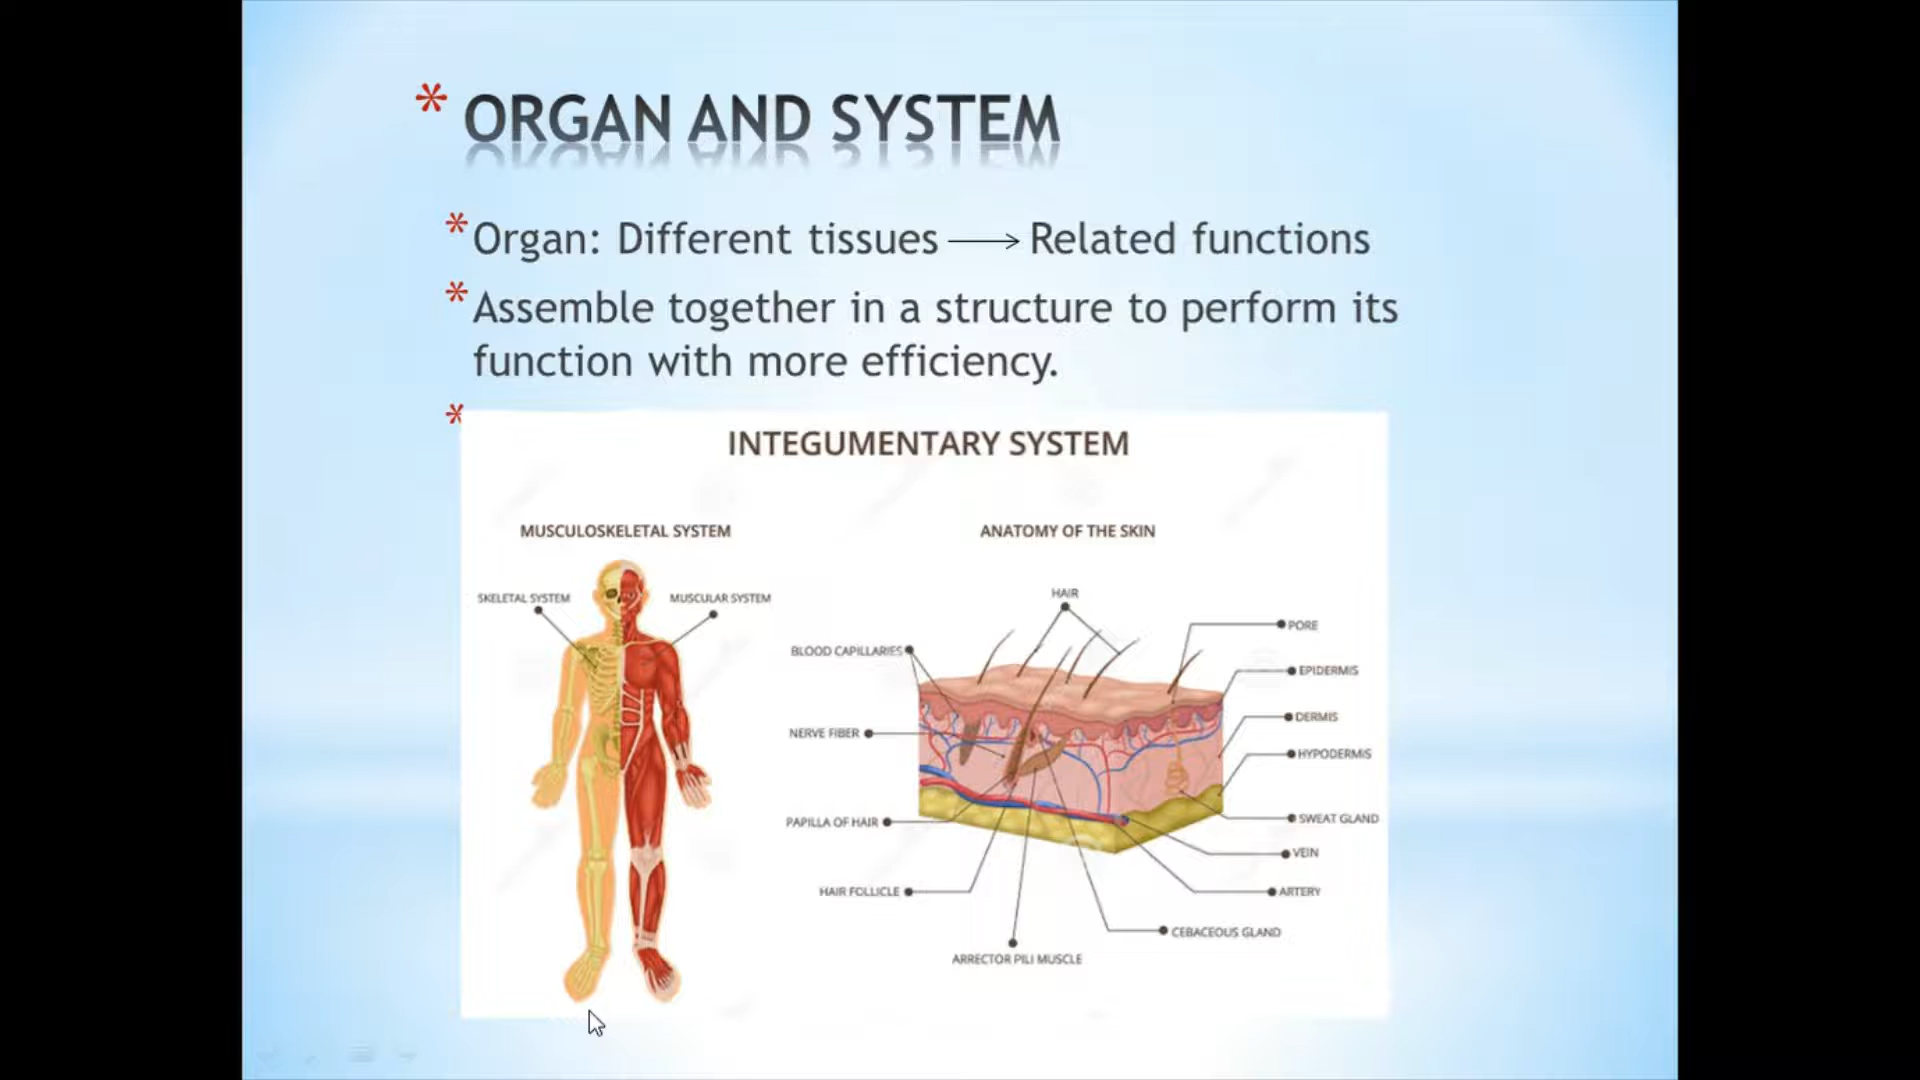 * ORGAN AND SYSTEM
* Organ: Different tissues → Related functions
* Assemble together in a structure to perform its
function with more efficiency.
*
INTEGUMENTARY SYSTEM
MUSCULOSKELETAL SYSTEM
SKELETAL SYSTEM
MUSCULAR SYSTEM
ANATOMY OF THE SKIN
HAIR
PORE
BLOOD CAPILLARIES
EPIDERMIS
DERMIS
NERVE FIBER
HYPODERMIS
PAPILLA OF HAIR
SWEAT GLAND
VEIN
HAIR FOLLICLE
ARTERY
CEBACEOUS GLAND
ARRECTOR PILI MUSCLE